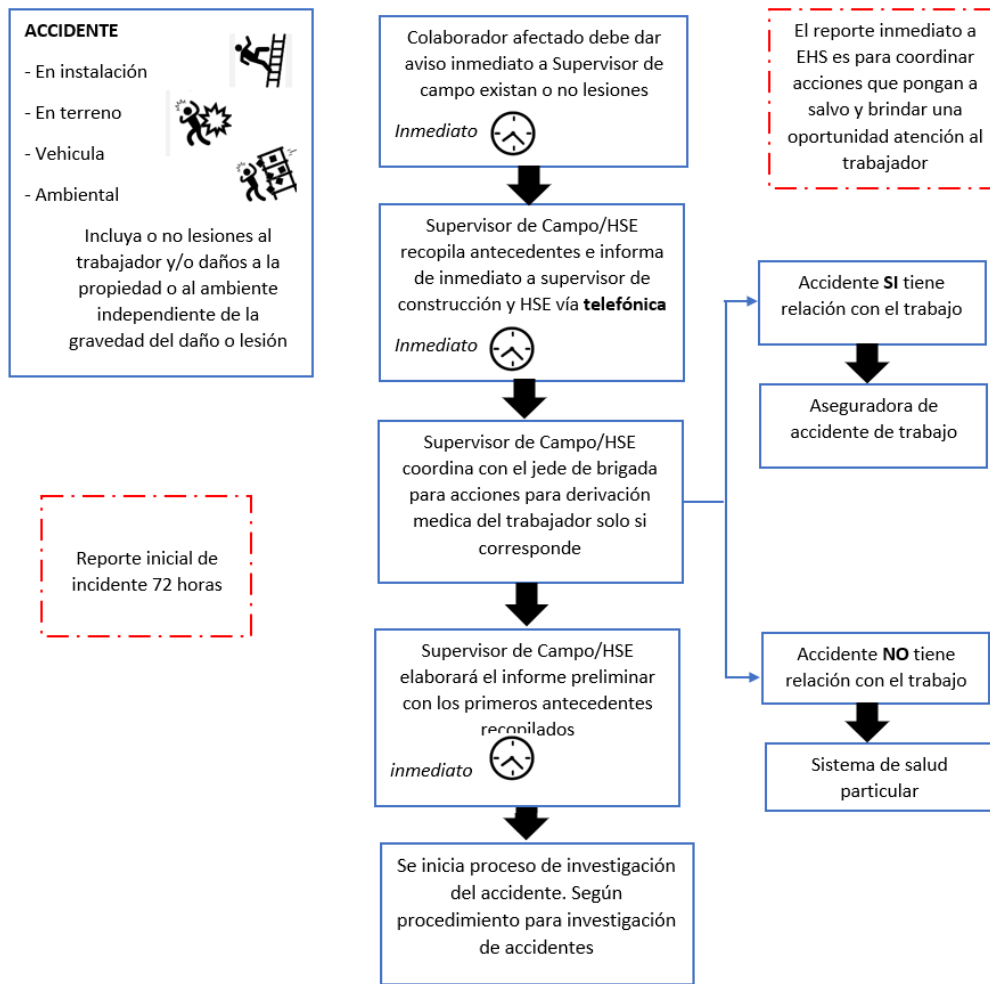 ACCIDENTE
- En instalación
- En terreno
- Vehicula
- Ambiental
Incluya o no lesiones al
trabajador y/o daños a la
propiedad o al ambiente
independiente de la
gravedad del daño o lesión
Colaborador afectado debe dar
aviso inmediato a Supervisor de
campo existan o no lesiones
Inmediato
El reporte inmediato a
EHS es para coordinar
acciones que pongan a
salvo y brindar una
oportunidad atención al
trabajador
Supervisor de Campo/HSE
recopila antecedentes e informa
de inmediato a supervisor de
construcción y HSE vía telefónica
Inmediato
Accidente SI tiene
relación con el trabajo
Aseguradora de
accidente de trabajo
Supervisor de Campo/HSE
coordina con el jede de brigada
para acciones para derivación
medica del trabajador solo si
corresponde
Reporte inicial de
incidente 72 horas
Supervisor de Campo/HSE
elaborará el informe preliminar
con los primeros antecedentes
recopilados
inmediato
Accidente NO tiene
relación con el trabajo
Sistema de salud
particular
Se inicia proceso de investigación
del accidente. Según
procedimiento para investigación
de accidentes